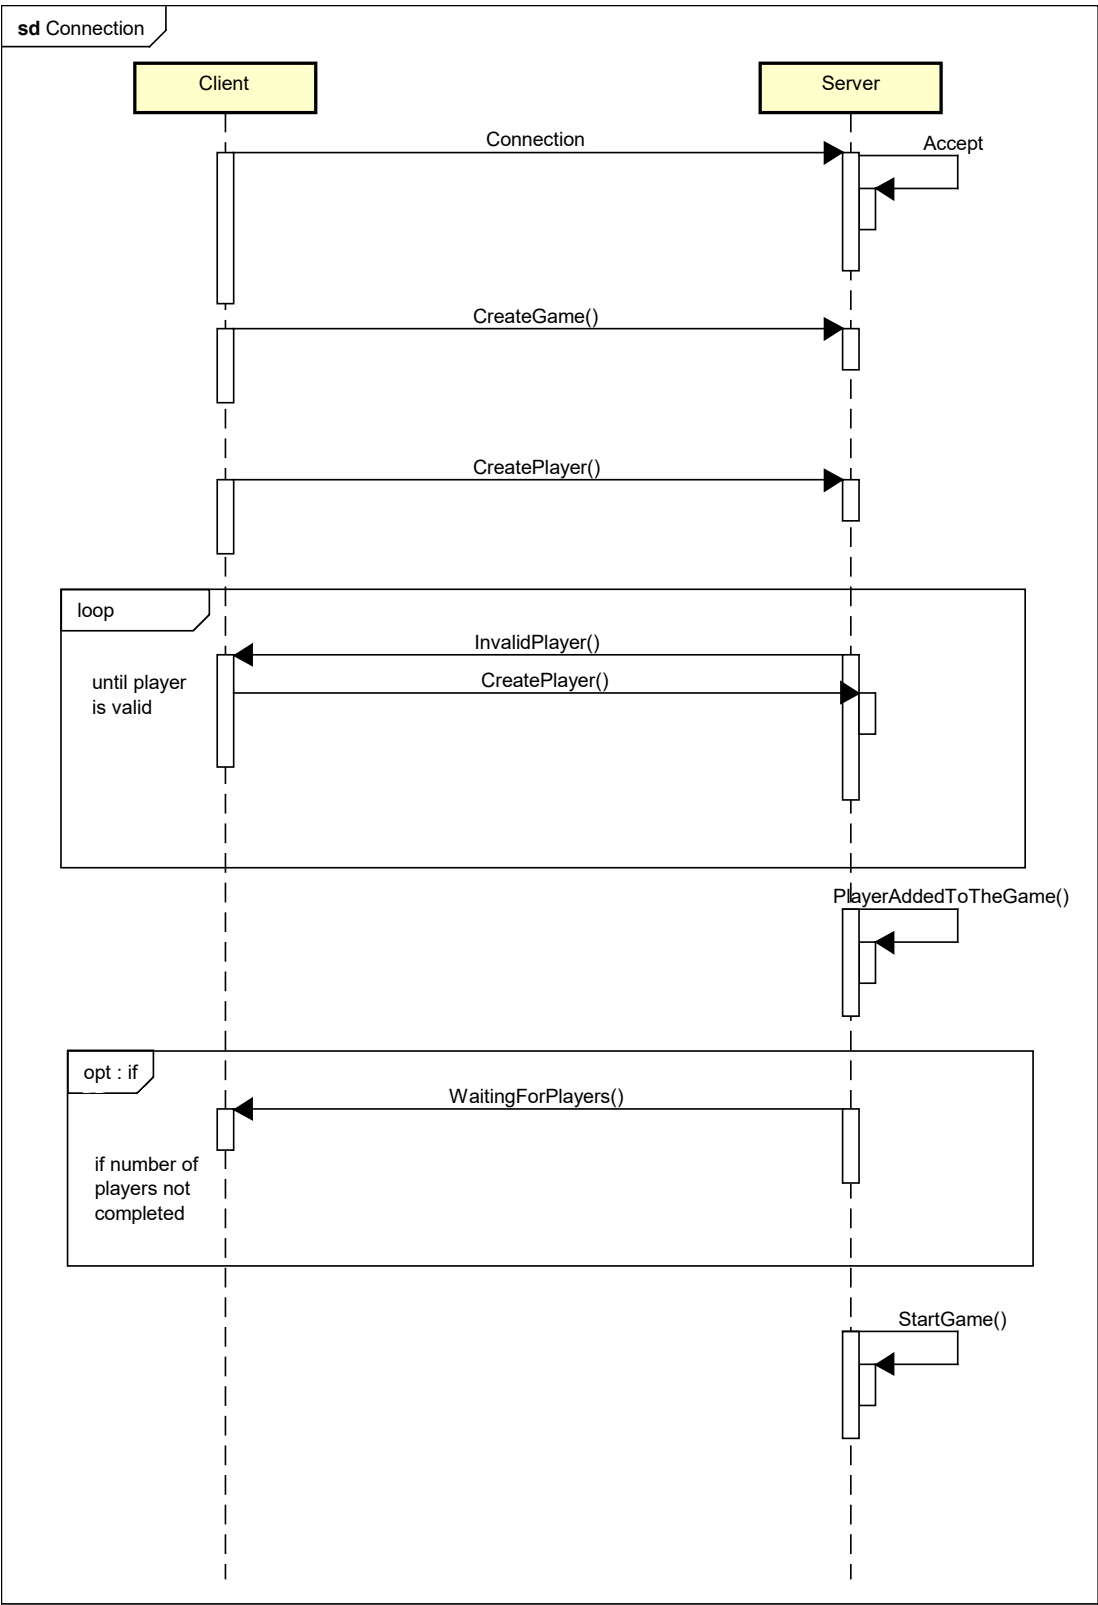 sd Connection
Client
Server
Connection
Accept
CreateGame()
CreatePlayer()
loop
InvalidPlayer()
until player
is valid
CreatePlayer()
PlayerAddedToTheGame()
opt : if
WaitingForPlayers()
if number of
players not
completed
StartGame()